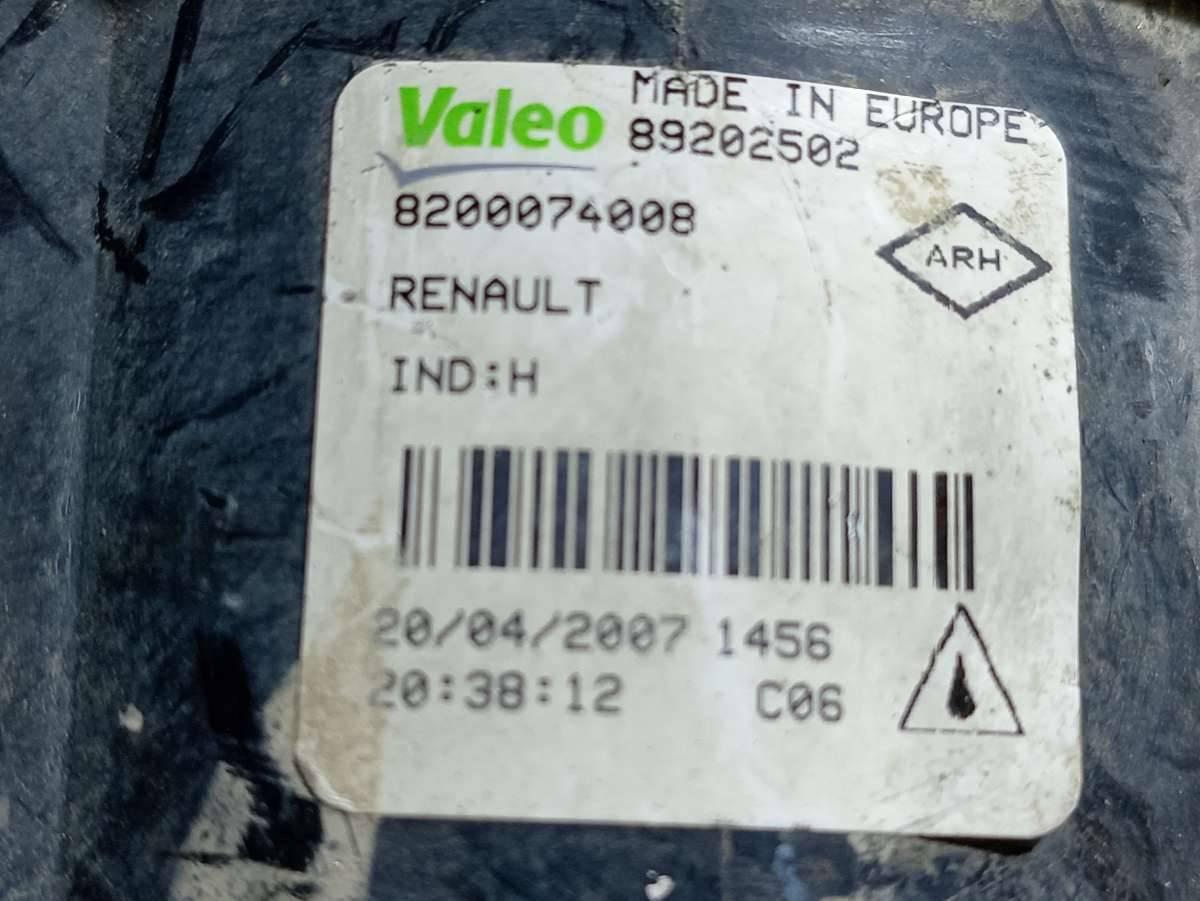 Valeo
MADE IN EUROPE
89202502
8200074008
ARH
RENAULT
IND:H
20/04/2007 1456
20:38:12 C06